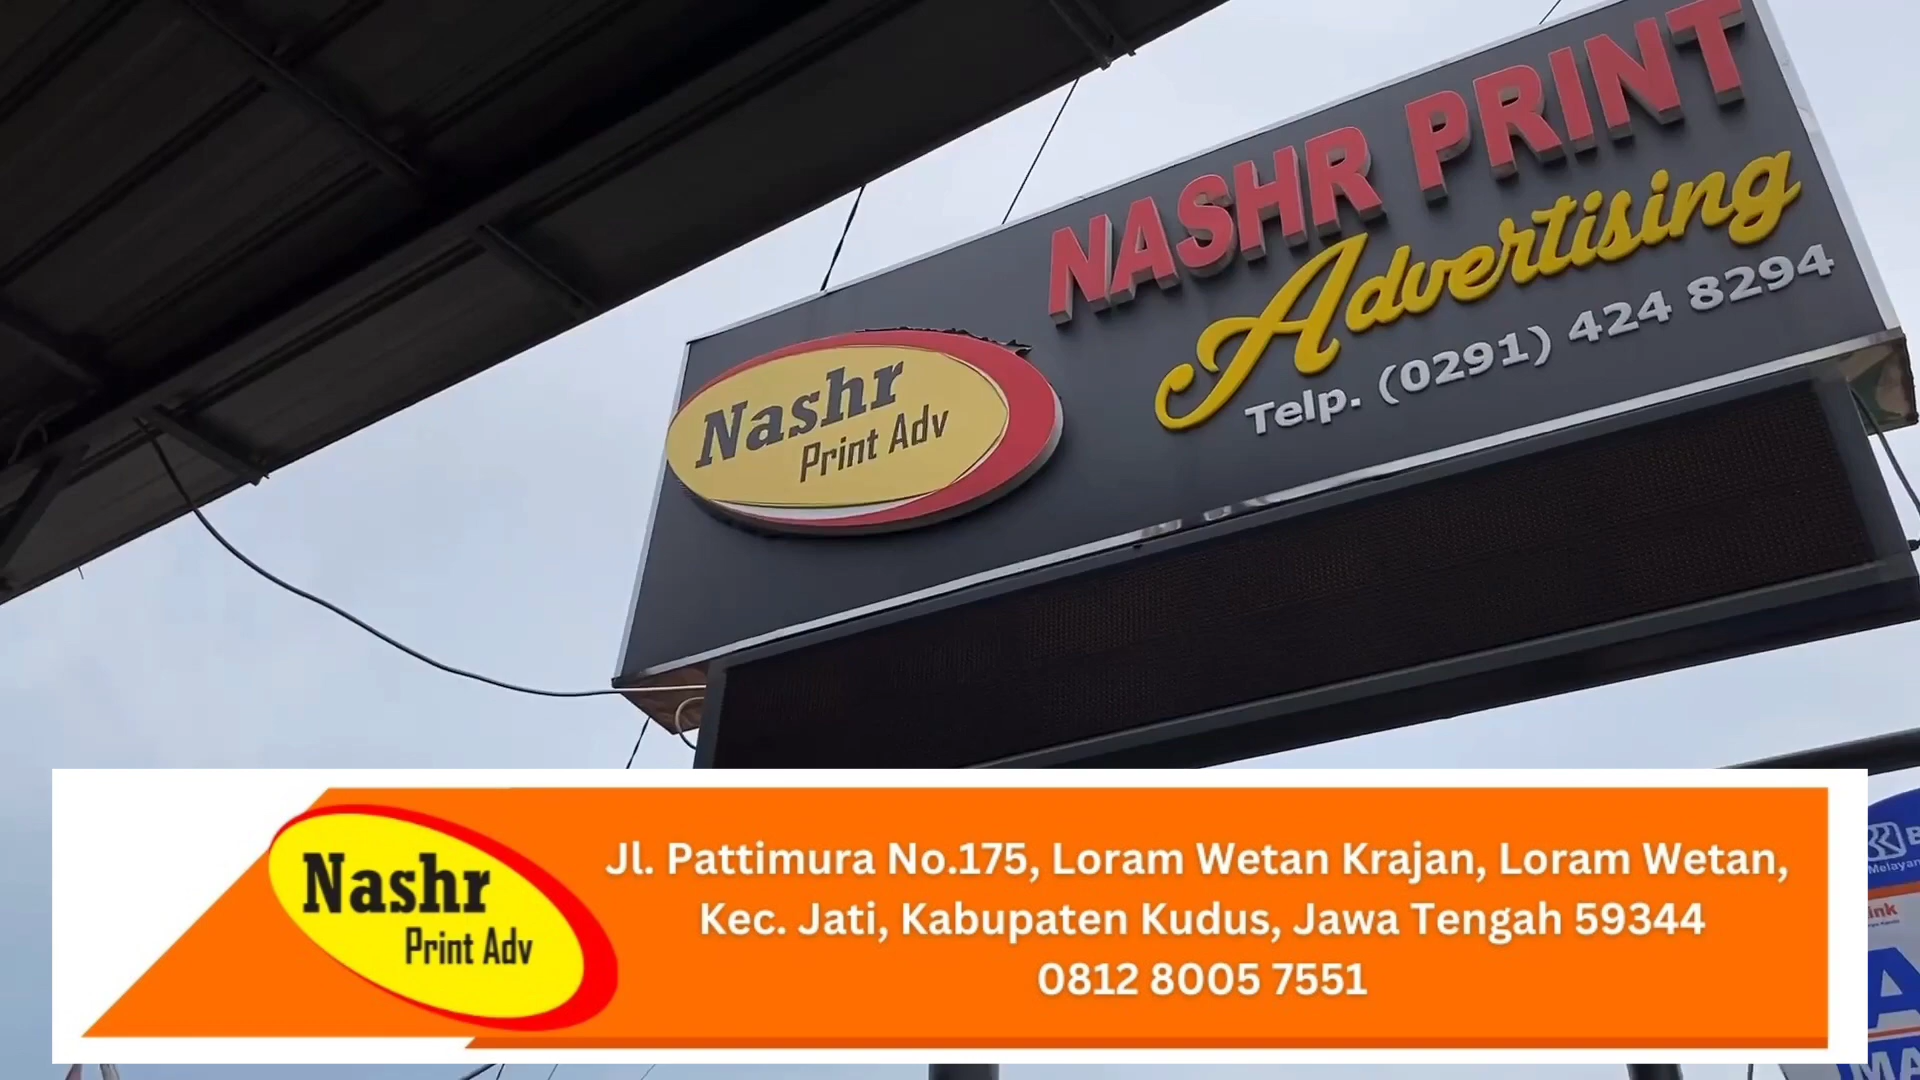 NASHR PRINT
Advertising
Telp. (0291) 424 8294
Nashr
Print Adv
Nashr
Print Adv
Jl. Pattimura No.175, Loram Wetan Krajan, Loram Wetan,
Kec. Jati, Kabupaten Kudus, Jawa Tengah 59344
0812 8005 7551